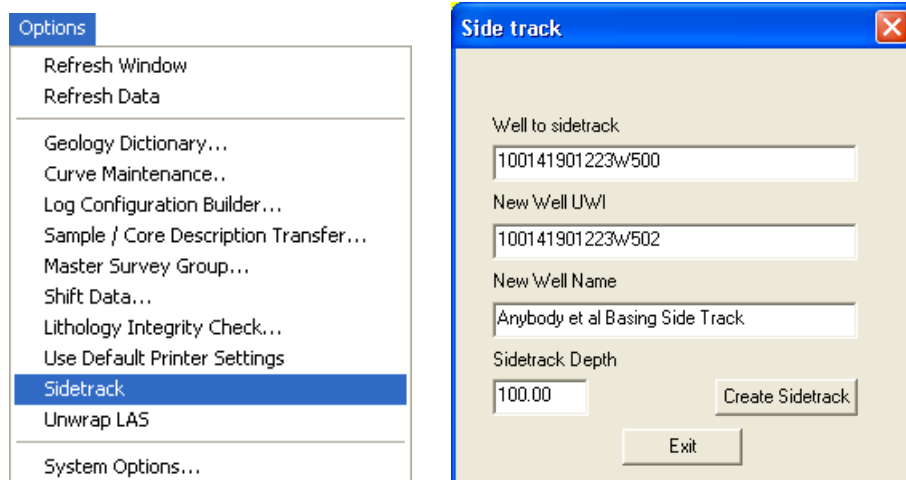 Options
Refresh Window
Refresh Data
Geology Dictionary...
Curve Maintenance..
Log Configuration Builder...
Sample / Core Description Transfer...
Master Survey Group...
Shift Data...
Lithology Integrity Check...
Use Default Printer Settings
Sidetrack
Unwrap LAS
System Options...
Side track
Well to sidetrack
100141901223W500
New Well UWI
100141901223W502
New Well Name
Anybody et al Basing Side Track
Sidetrack Depth
100.00 Create Sidetrack
Exit